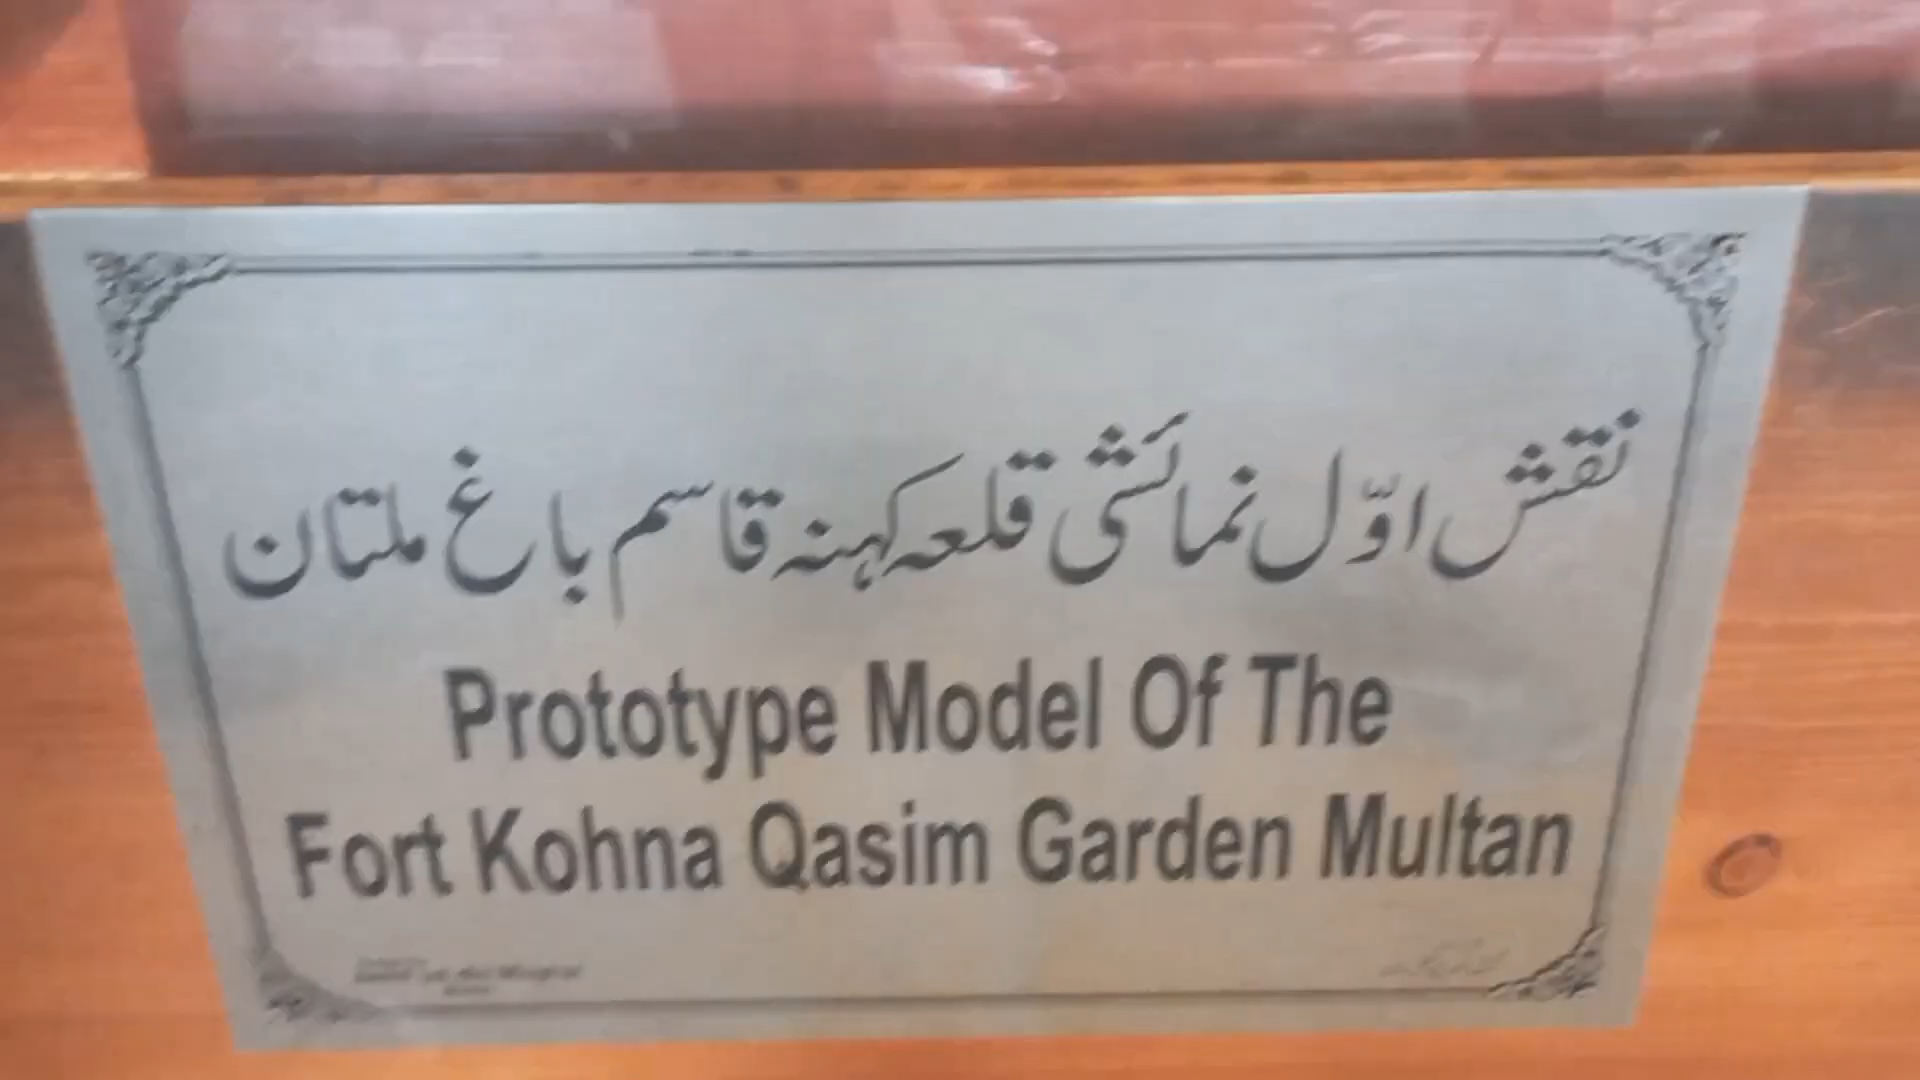 نقش اوّل نمائشی قلعہ کہنہ قاسم باغ ملتان
Prototype Model Of The
Fort Kohna Qasim Garden Multan